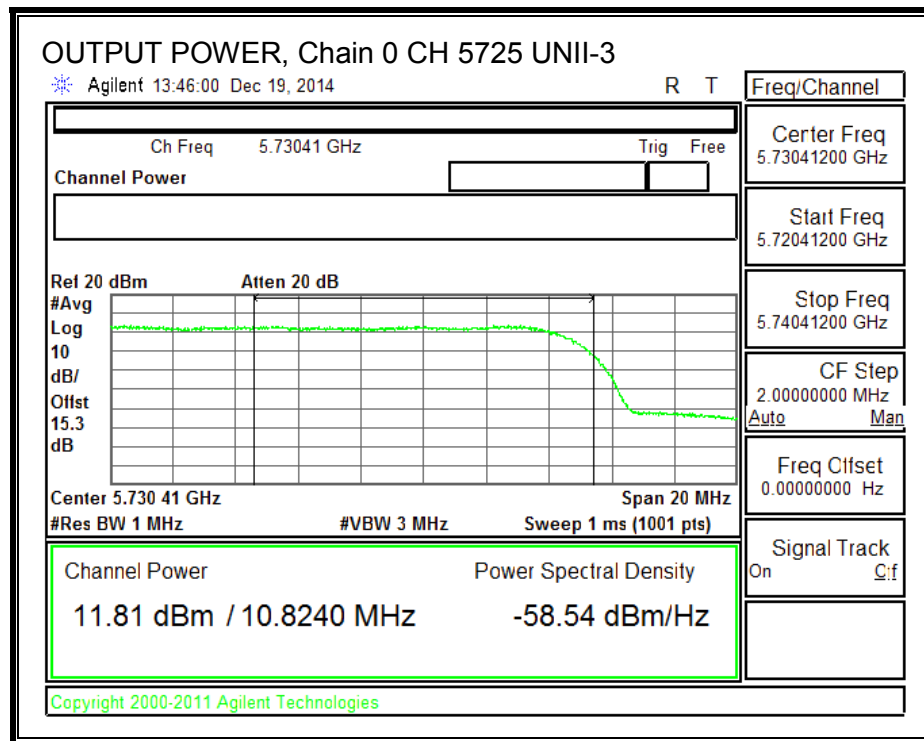 OUTPUT POWER, Chain 0 CH 5725 UNII-3
Agilent 13:46:00 Dec 19, 2014 R T
Freq/Channel
Ch Freq 5.73041 GHz Trig Free
Channel Power
Center Freq
5.73041200 GHz
Start Freq
5.72041200 GHz
Stop Freq
5.74041200 GHz
CF Step
2.00000000 MHz
Auto Man
Freq Offset
0.00000000 Hz
Signal Track
On Off
Ref 20 dBm Atten 20 dB
#Avg
Log
10
dB/
Offst
15.3
dB
Center 5.730 41 GHz Span 20 MHz
#Res BW 1 MHz #VBW 3 MHz Sweep 1 ms (1001 pts)
Channel Power Power Spectral Density
11.81 dBm / 10.8240 MHz -58.54 dBm/Hz
Copyright 2000-2011 Agilent Technologies